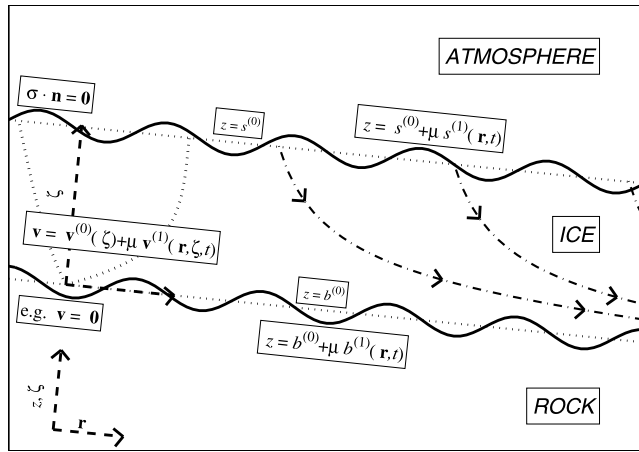 ATMOSPHERE
σ · n = 0
z = s⁽⁰⁾
z = s⁽⁰⁾+μ s⁽¹⁾( r,t)
ζ
v = v⁽⁰⁾( ζ)+μ v⁽¹⁾( r,ζ,t)
ICE
z = b⁽⁰⁾
e.g. v = 0
z = b⁽⁰⁾+μ b⁽¹⁾( r,t)
z, ζ
r
ROCK